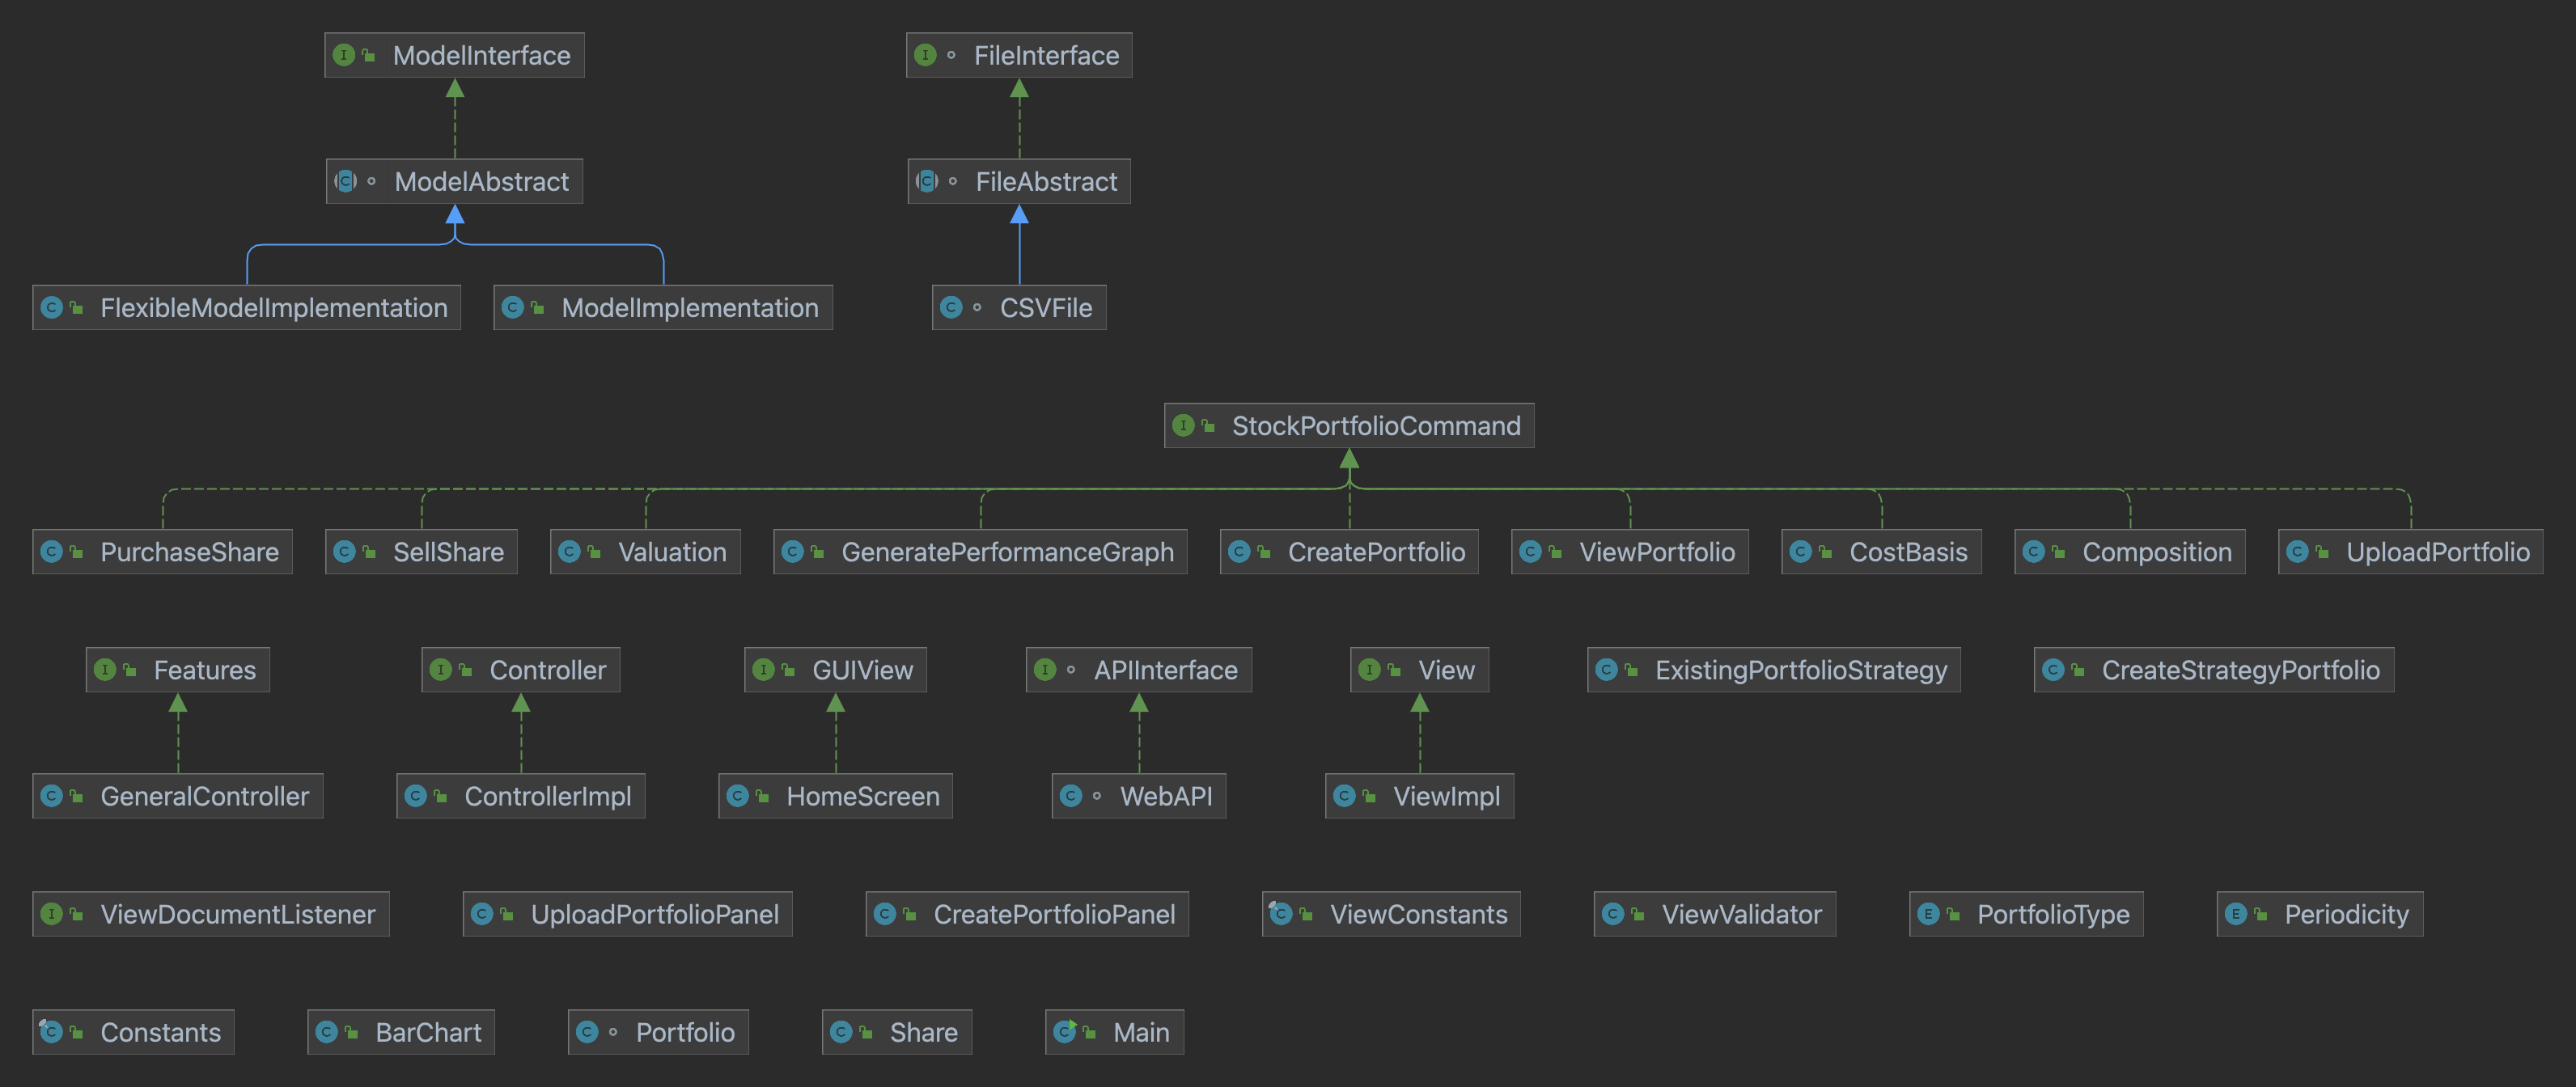 ModelInterface FileInterface
ModelAbstract FileAbstract
FlexibleModelImplementation ModelImplementation CSVFile
StockPortfolioCommand
PurchaseShare SellShare Valuation GeneratePerformanceGraph CreatePortfolio ViewPortfolio CostBasis Composition UploadPortfolio
Features Controller GUIView APIInterface View ExistingPortfolioStrategy CreateStrategyPortfolio
GeneralController ControllerImpl HomeScreen WebAPI ViewImpl
ViewDocumentListener UploadPortfolioPanel CreatePortfolioPanel ViewConstants ViewValidator PortfolioType Periodicity
Constants BarChart Portfolio Share Main